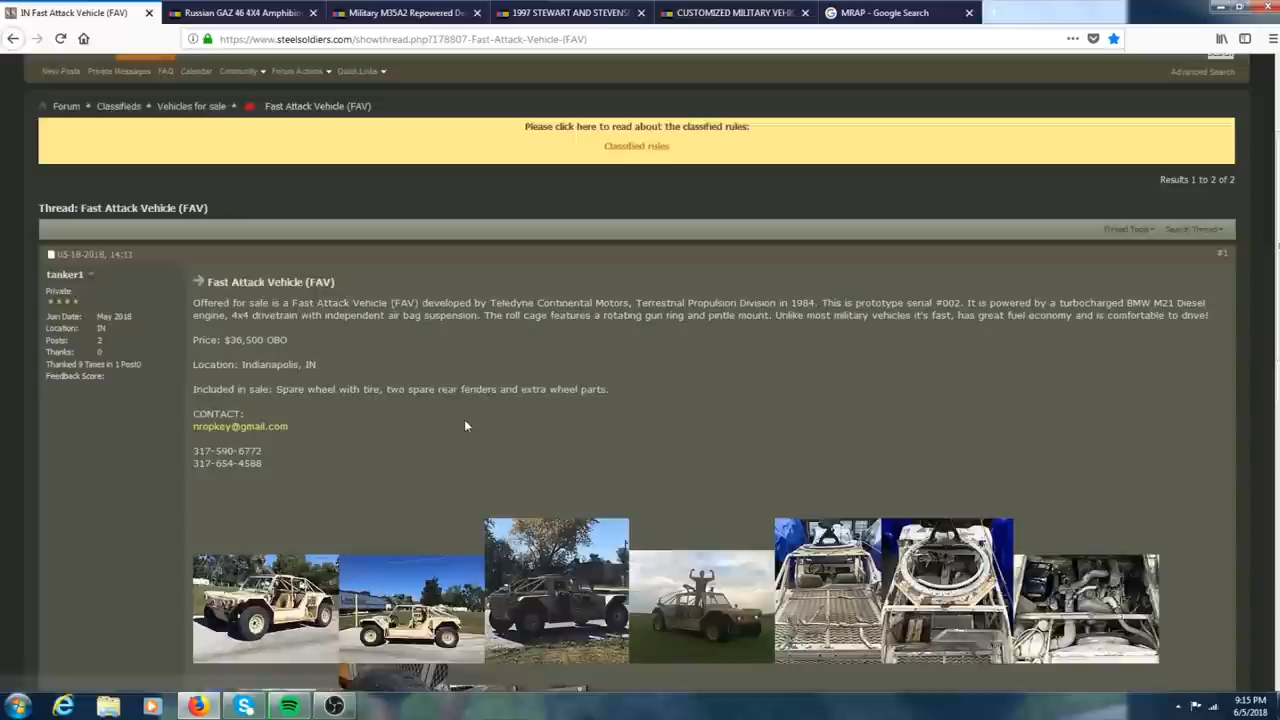 IN Fast Attack Vehicle (FAV)
Russian GAZ 46 4X4 Amphibie
Military M35A2 Repowered De
1997 STEWART AND STEVENS
CUSTOMIZED MILITARY VEHIC
MRAP - Google Search
https://www.steelsoldiers.com/showthread.php?178807-Fast-Attack-Vehicle-(FAV)
New Posts Private Messages FAQ Calendar Community Forum Actions Quick Links
Advanced Search
Forum Classifieds Vehicles for sale Fast Attack Vehicle (FAV)
Please click here to read about the classified rules:
Classified rules
Results 1 to 2 of 2
Thread: Fast Attack Vehicle (FAV)
Thread Tools Search Thread
05-18-2018, 14:11
#1
tanker1
Private
Join Date: May 2018
Location: IN
Posts: 2
Thanks: 0
Thanked 9 Times in 1 Post0
Feedback Score:
Fast Attack Vehicle (FAV)
Offered for sale is a Fast Attack Vehicle (FAV) developed by Teledyne Continental Motors, Terrestrial Propulsion Division in 1984. This is prototype serial #002. It is powered by a turbocharged BMW M21 Diesel
engine, 4x4 drivetrain with independent air bag suspension. The roll cage features a rotating gun ring and pintle mount. Unlike most military vehicles it's fast, has great fuel economy and is comfortable to drive!
Price: $36,500 OBO
Location: Indianapolis, IN
Included in sale: Spare wheel with tire, two spare rear fenders and extra wheel parts.
CONTACT:
nropkey@gmail.com
317-590-6772
317-654-4588
9:15 PM
6/5/2018